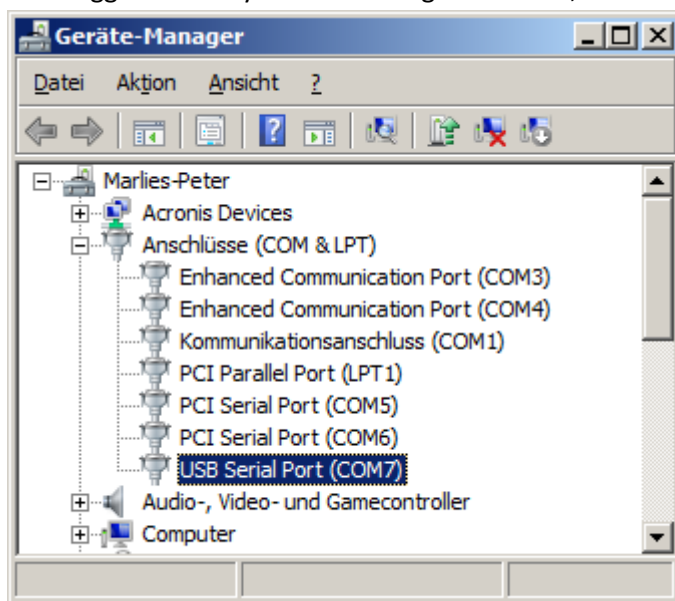 Geräte-Manager
Datei Aktion Ansicht ?
Marlies-Peter
Acronis Devices
Anschlüsse (COM & LPT)
Enhanced Communication Port (COM3)
Enhanced Communication Port (COM4)
Kommunikationsanschluss (COM1)
PCI Parallel Port (LPT1)
PCI Serial Port (COM5)
PCI Serial Port (COM6)
USB Serial Port (COM7)
Audio-, Video- und Gamecontroller
Computer